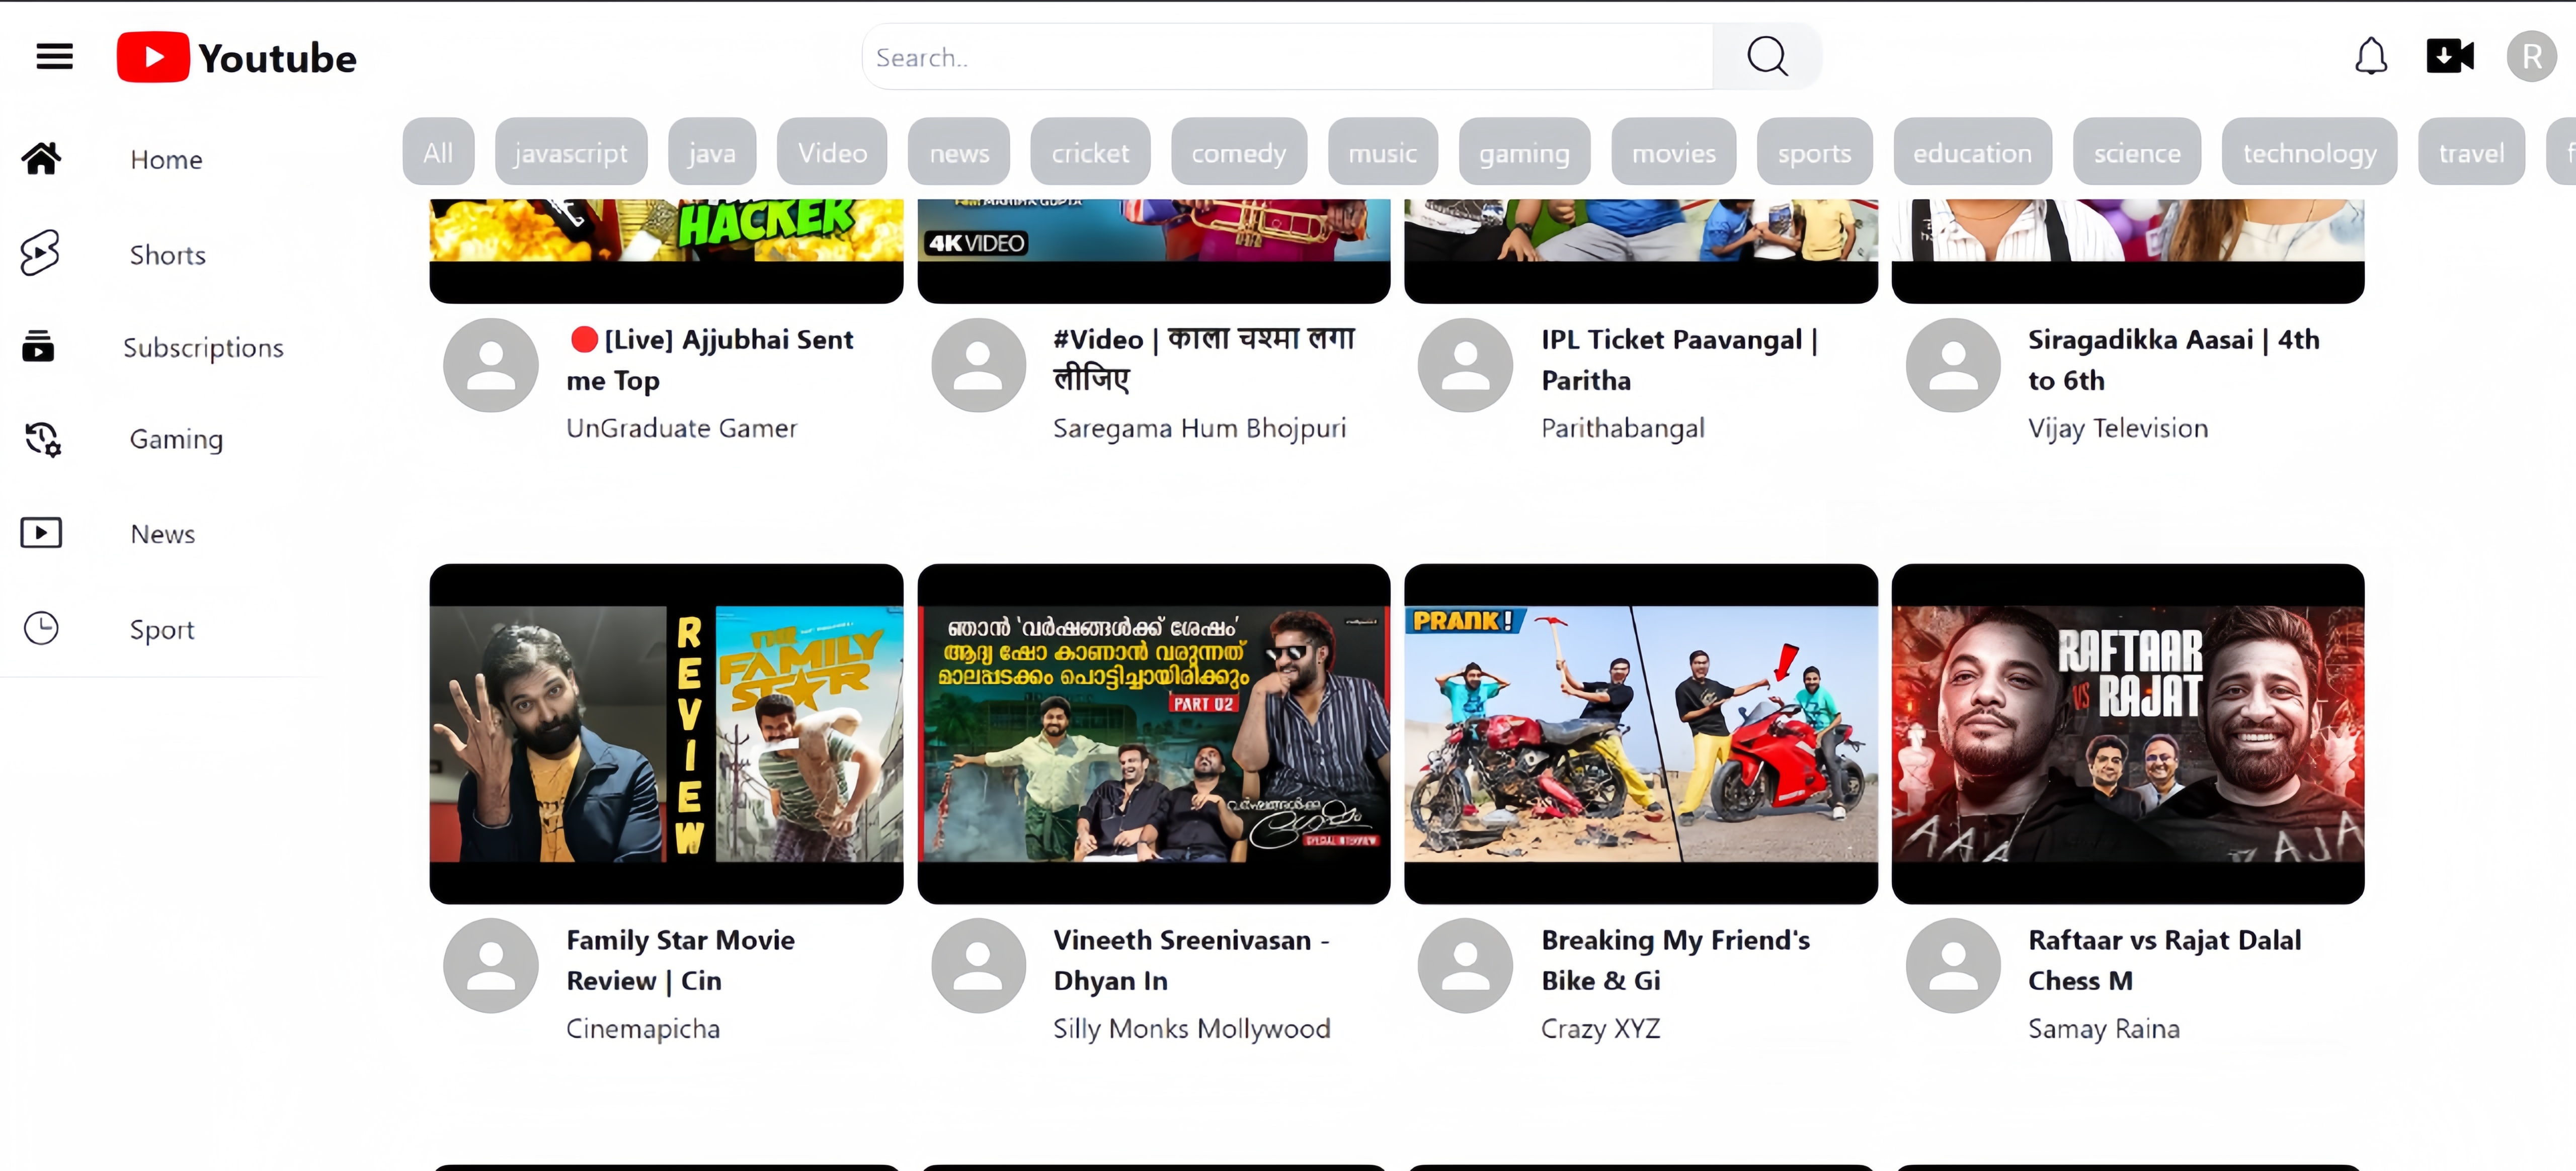 Youtube
Search..
R
Home
Shorts
Subscriptions
Gaming
News
Sport
All javascript java Video news cricket comedy music gaming movies sports education science technology travel f
HACKER
4K VIDEO
[Live] Ajjubhai Sent
me Top
UnGraduate Gamer
#Video | काला चश्मा लगा
लीजिए
Saregama Hum Bhojpuri
IPL Ticket Paavangal |
Paritha
Parithabangal
Siragadikka Aasai | 4th
to 6th
Vijay Television
REVIEW
THE
FAMILY
STAR
ഞാൻ 'വർഷങ്ങൾക്ക് ശേഷം'
ആദ്യ ഷോ കാണാൻ വരുന്നത്
മാലപ്പടക്കം പൊട്ടിച്ചായിരിക്കും
PART 02
വർഷങ്ങൾക്കു
ശേഷം
SPECIAL INTERVIEW
PRANK!
RAFTAAR
VS RAJAT
Family Star Movie
Review | Cin
Cinemapicha
Vineeth Sreenivasan -
Dhyan In
Silly Monks Mollywood
Breaking My Friend's
Bike & Gi
Crazy XYZ
Raftaar vs Rajat Dalal
Chess M
Samay Raina